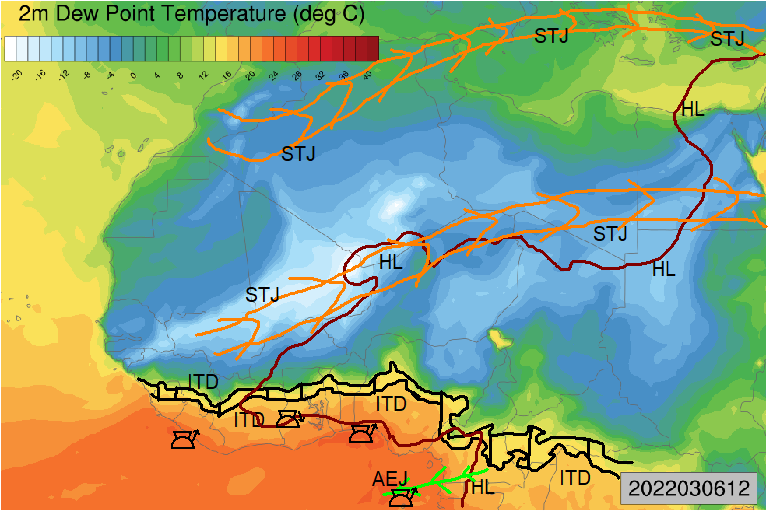 2m Dew Point Temperature (deg C)
-20 -16 -12 -8 -4 0 4 8 12 16 20 24 28 32 36 40
STJ
STJ
HL
STJ
STJ
HL
HL
STJ
ITD
ITD
ITD
AEJ
HL
ITD
2022030612